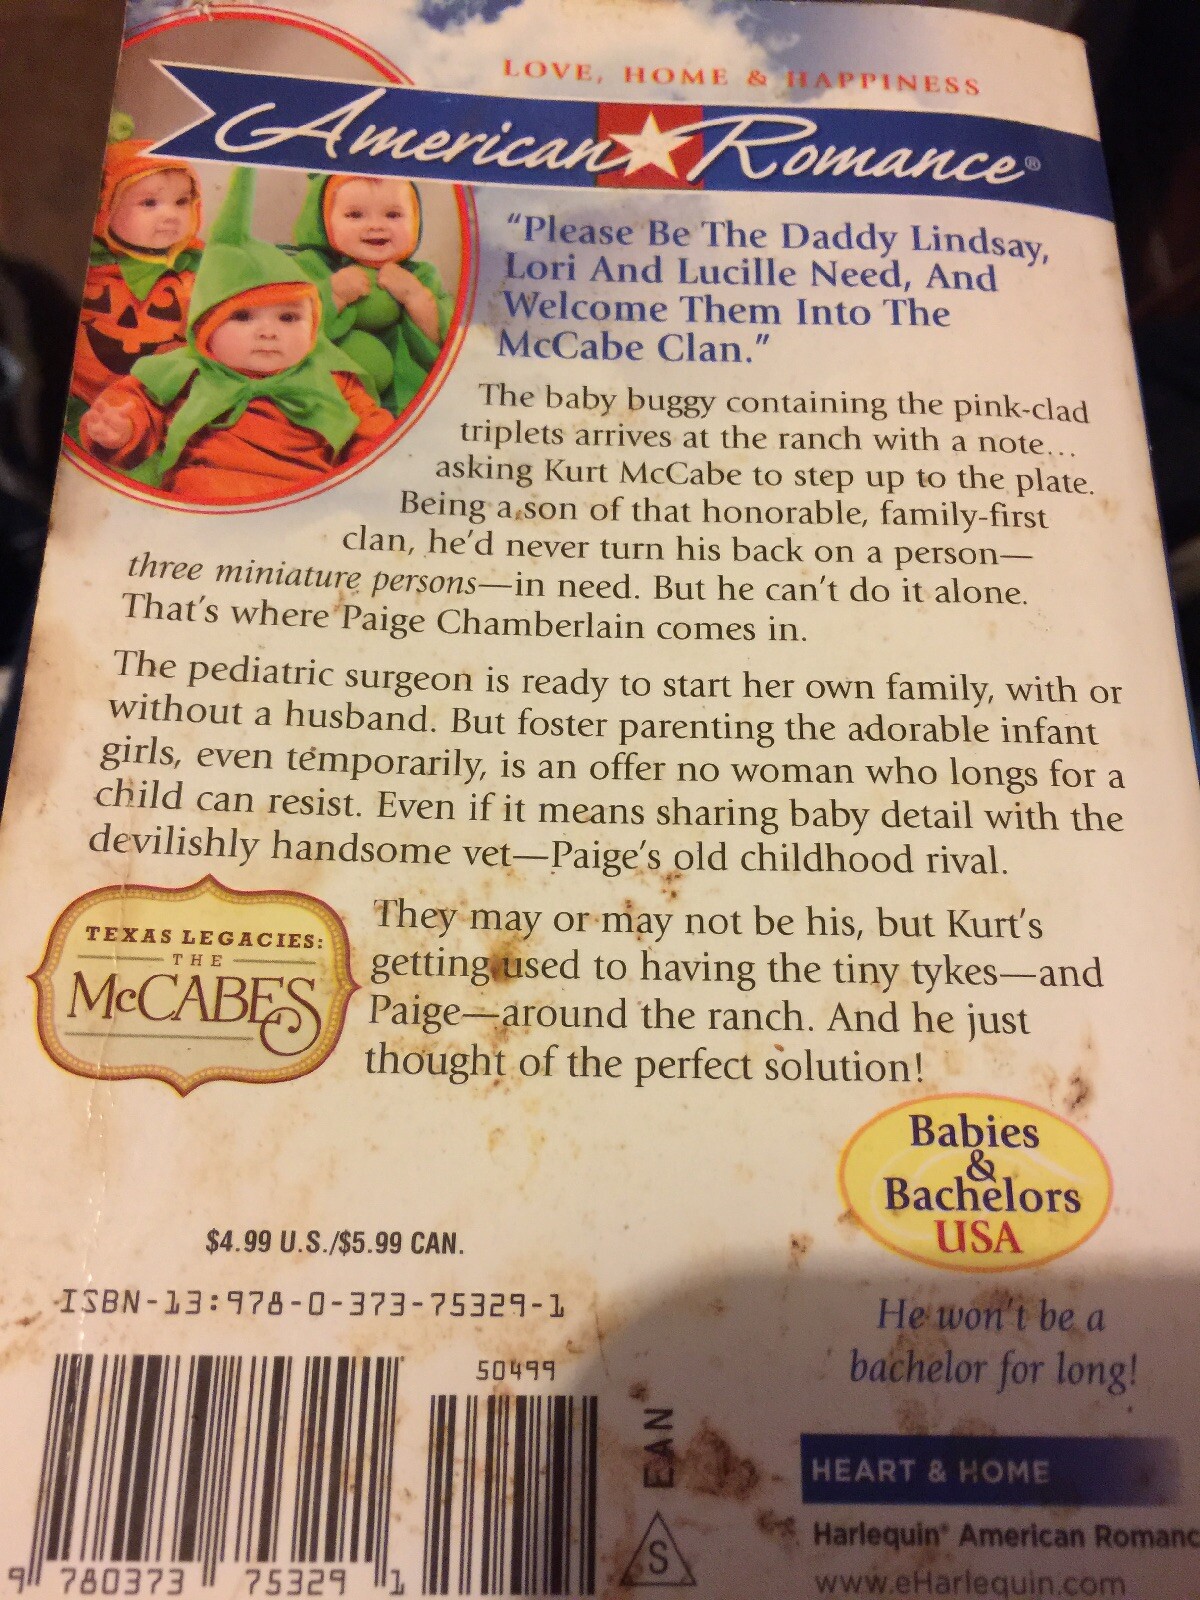 LOVE, HOME & HAPPINESS
American Romance®
"Please Be The Daddy Lindsay,
Lori And Lucille Need, And
Welcome Them Into The
McCabe Clan."
The baby buggy containing the pink-clad
triplets arrives at the ranch with a note...
asking Kurt McCabe to step up to the plate.
Being a son of that honorable, family-first
clan, he'd never turn his back on a person—
three miniature persons—in need. But he can't do it alone.
That's where Paige Chamberlain comes in.
The pediatric surgeon is ready to start her own family, with or
without a husband. But foster parenting the adorable infant
girls, even temporarily, is an offer no woman who longs for a
child can resist. Even if it means sharing baby detail with the
devilishly handsome vet—Paige's old childhood rival.
TEXAS LEGACIES:
THE
McCABES
They may or may not be his, but Kurt's
getting used to having the tiny tykes—and
Paige—around the ranch. And he just
thought of the perfect solution!
Babies
&
Bachelors
USA
He won't be a
bachelor for long!
$4.99 U.S./$5.99 CAN.
ISBN-13:978-0-373-75329-1
50499
9 780373 753291
EAN
S
HEART & HOME
Harlequin® American Romanc
www.eHarlequin.com